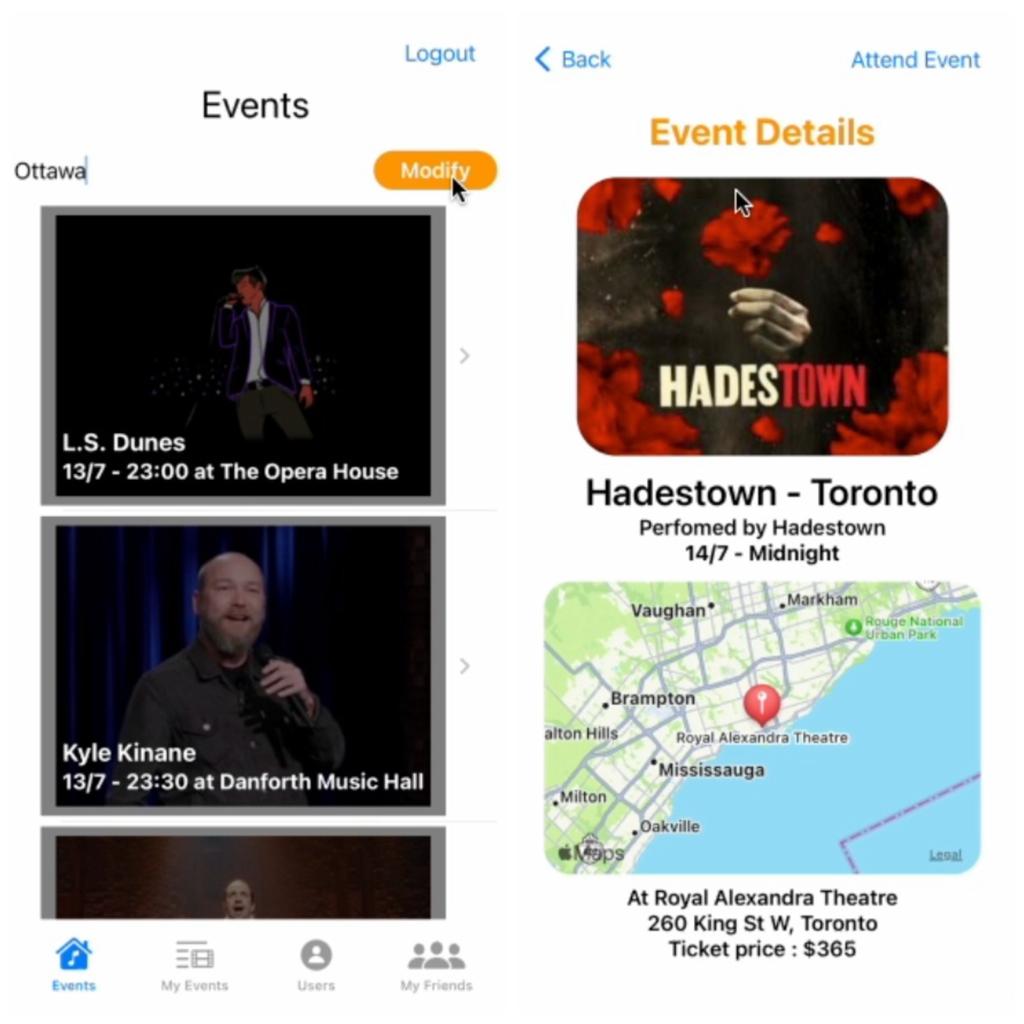 Logout
Events
Ottawa
Modify
L.S. Dunes
13/7 - 23:00 at The Opera House
Kyle Kinane
13/7 - 23:30 at Danforth Music Hall
Events
My Events
Users
My Friends
Back
Attend Event
Event Details
HADESTOWN
Hadestown - Toronto
Perfomed by Hadestown
14/7 - Midnight
Vaughan
Markham
Rouge National
Urban Park
Brampton
alton Hills
Royal Alexandra Theatre
Mississauga
Milton
Oakville
Maps
Legal
At Royal Alexandra Theatre
260 King St W, Toronto
Ticket price : $365